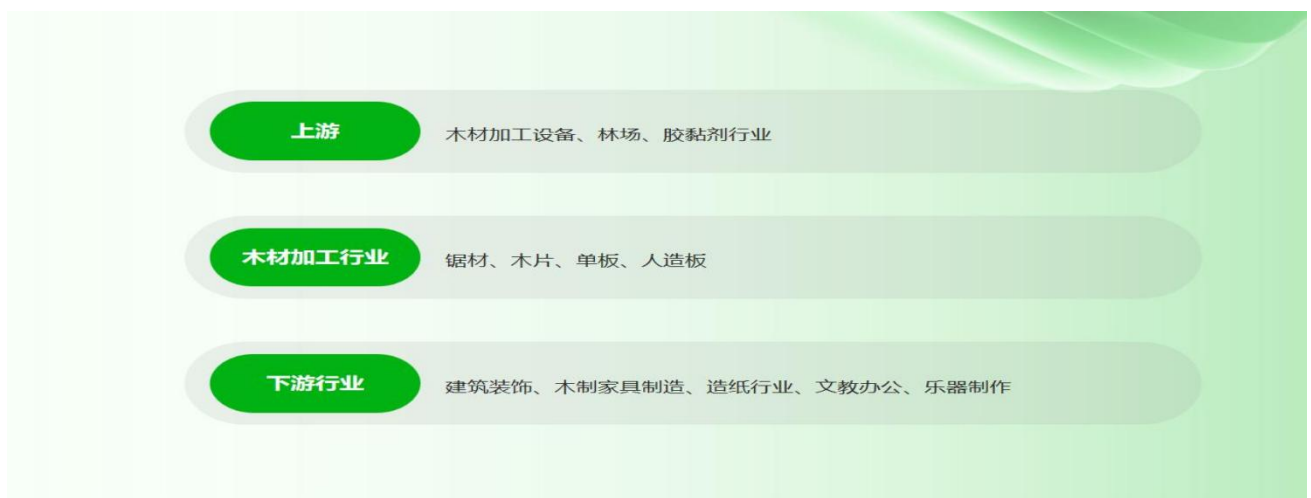 上游
木材加工设备、林场、胶黏剂行业
木材加工行业
锯材、木片、单板、人造板
下游行业
建筑装饰、木制家具制造、造纸行业、文教办公、乐器制作